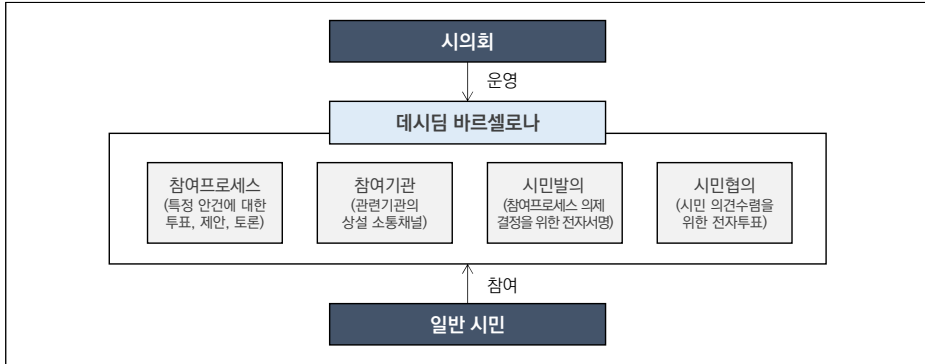 시의회
운영
데시딤 바르셀로나
참여프로세스
(특정 안건에 대한
투표, 제안, 토론)
참여기관
(관련기관의
상설 소통채널)
시민발의
(참여프로세스 의제
결정을 위한 전자서명)
시민협의
(시민 의견수렴을
위한 전자투표)
참여
일반 시민